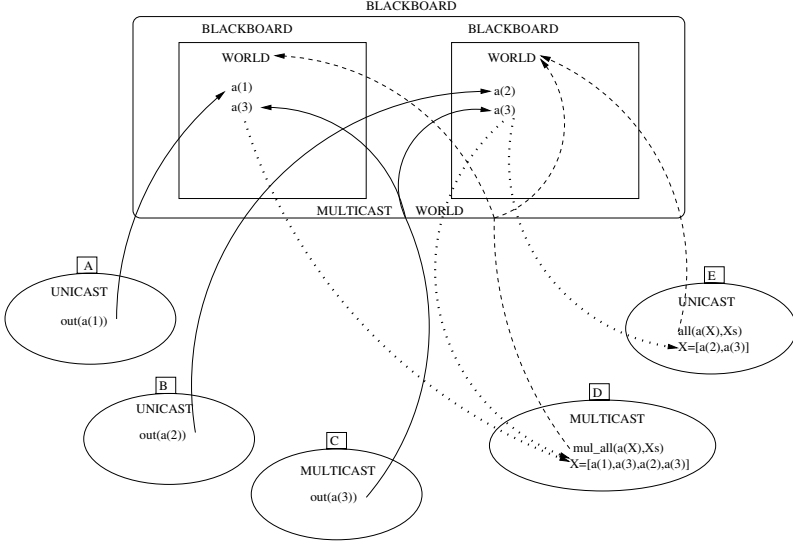 BLACKBOARD
BLACKBOARD BLACKBOARD
WORLD WORLD
a(1) a(2)
a(3) a(3)
MULTICAST WORLD
A
UNICAST
out(a(1))
E
UNICAST
all(a(X),Xs)
X=[a(2),a(3)]
B
UNICAST
out(a(2))
D
MULTICAST
mul_all(a(X),Xs)
X=[a(1),a(3),a(2),a(3)]
C
MULTICAST
out(a(3))